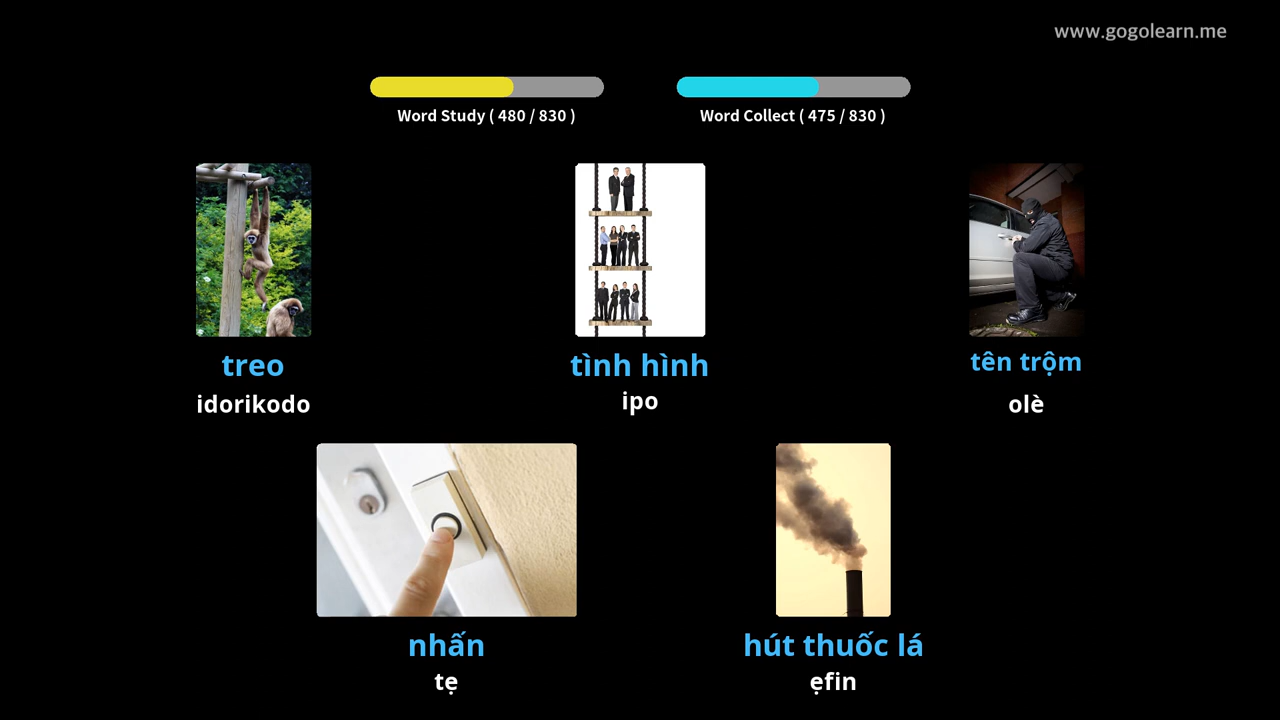 www.gogolearn.me
Word Study ( 480 / 830 )
Word Collect ( 475 / 830 )
treo
idorikodo
tình hình
ipo
tên trộm
olè
nhấn
tẹ
hút thuốc lá
ẹfin